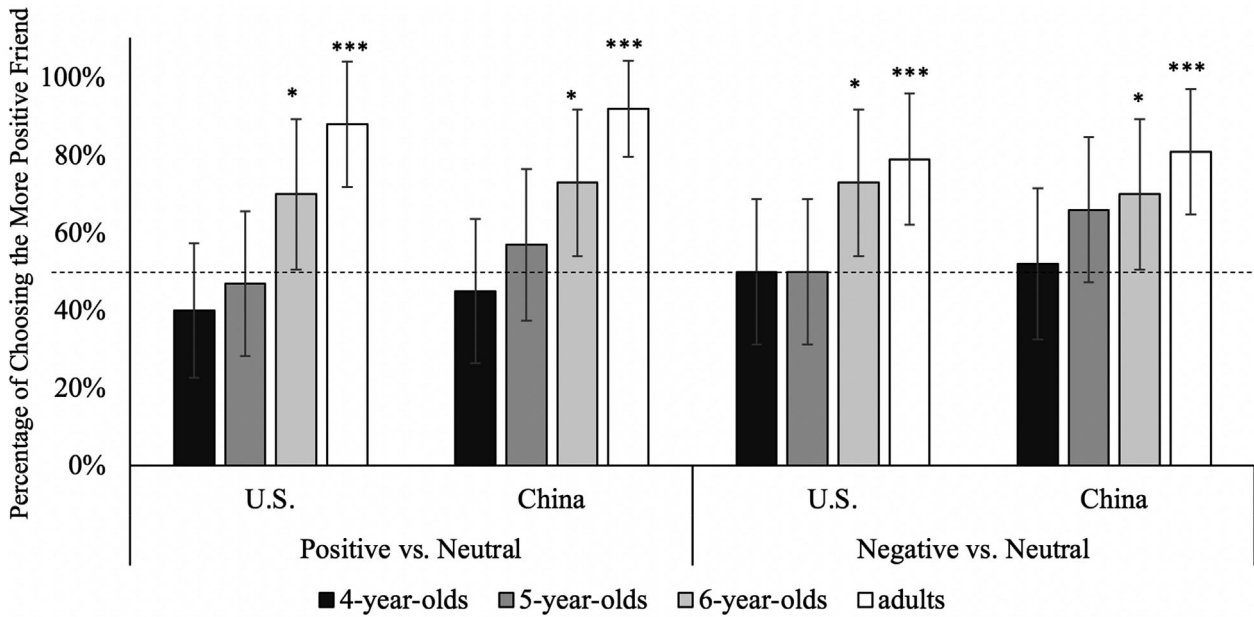 Percentage of Choosing the More Positive Friend
100%
80%
60%
40%
20%
0%
* *** * *** * *** * ***
U.S. China U.S. China
Positive vs. Neutral Negative vs. Neutral
4-year-olds 5-year-olds 6-year-olds adults